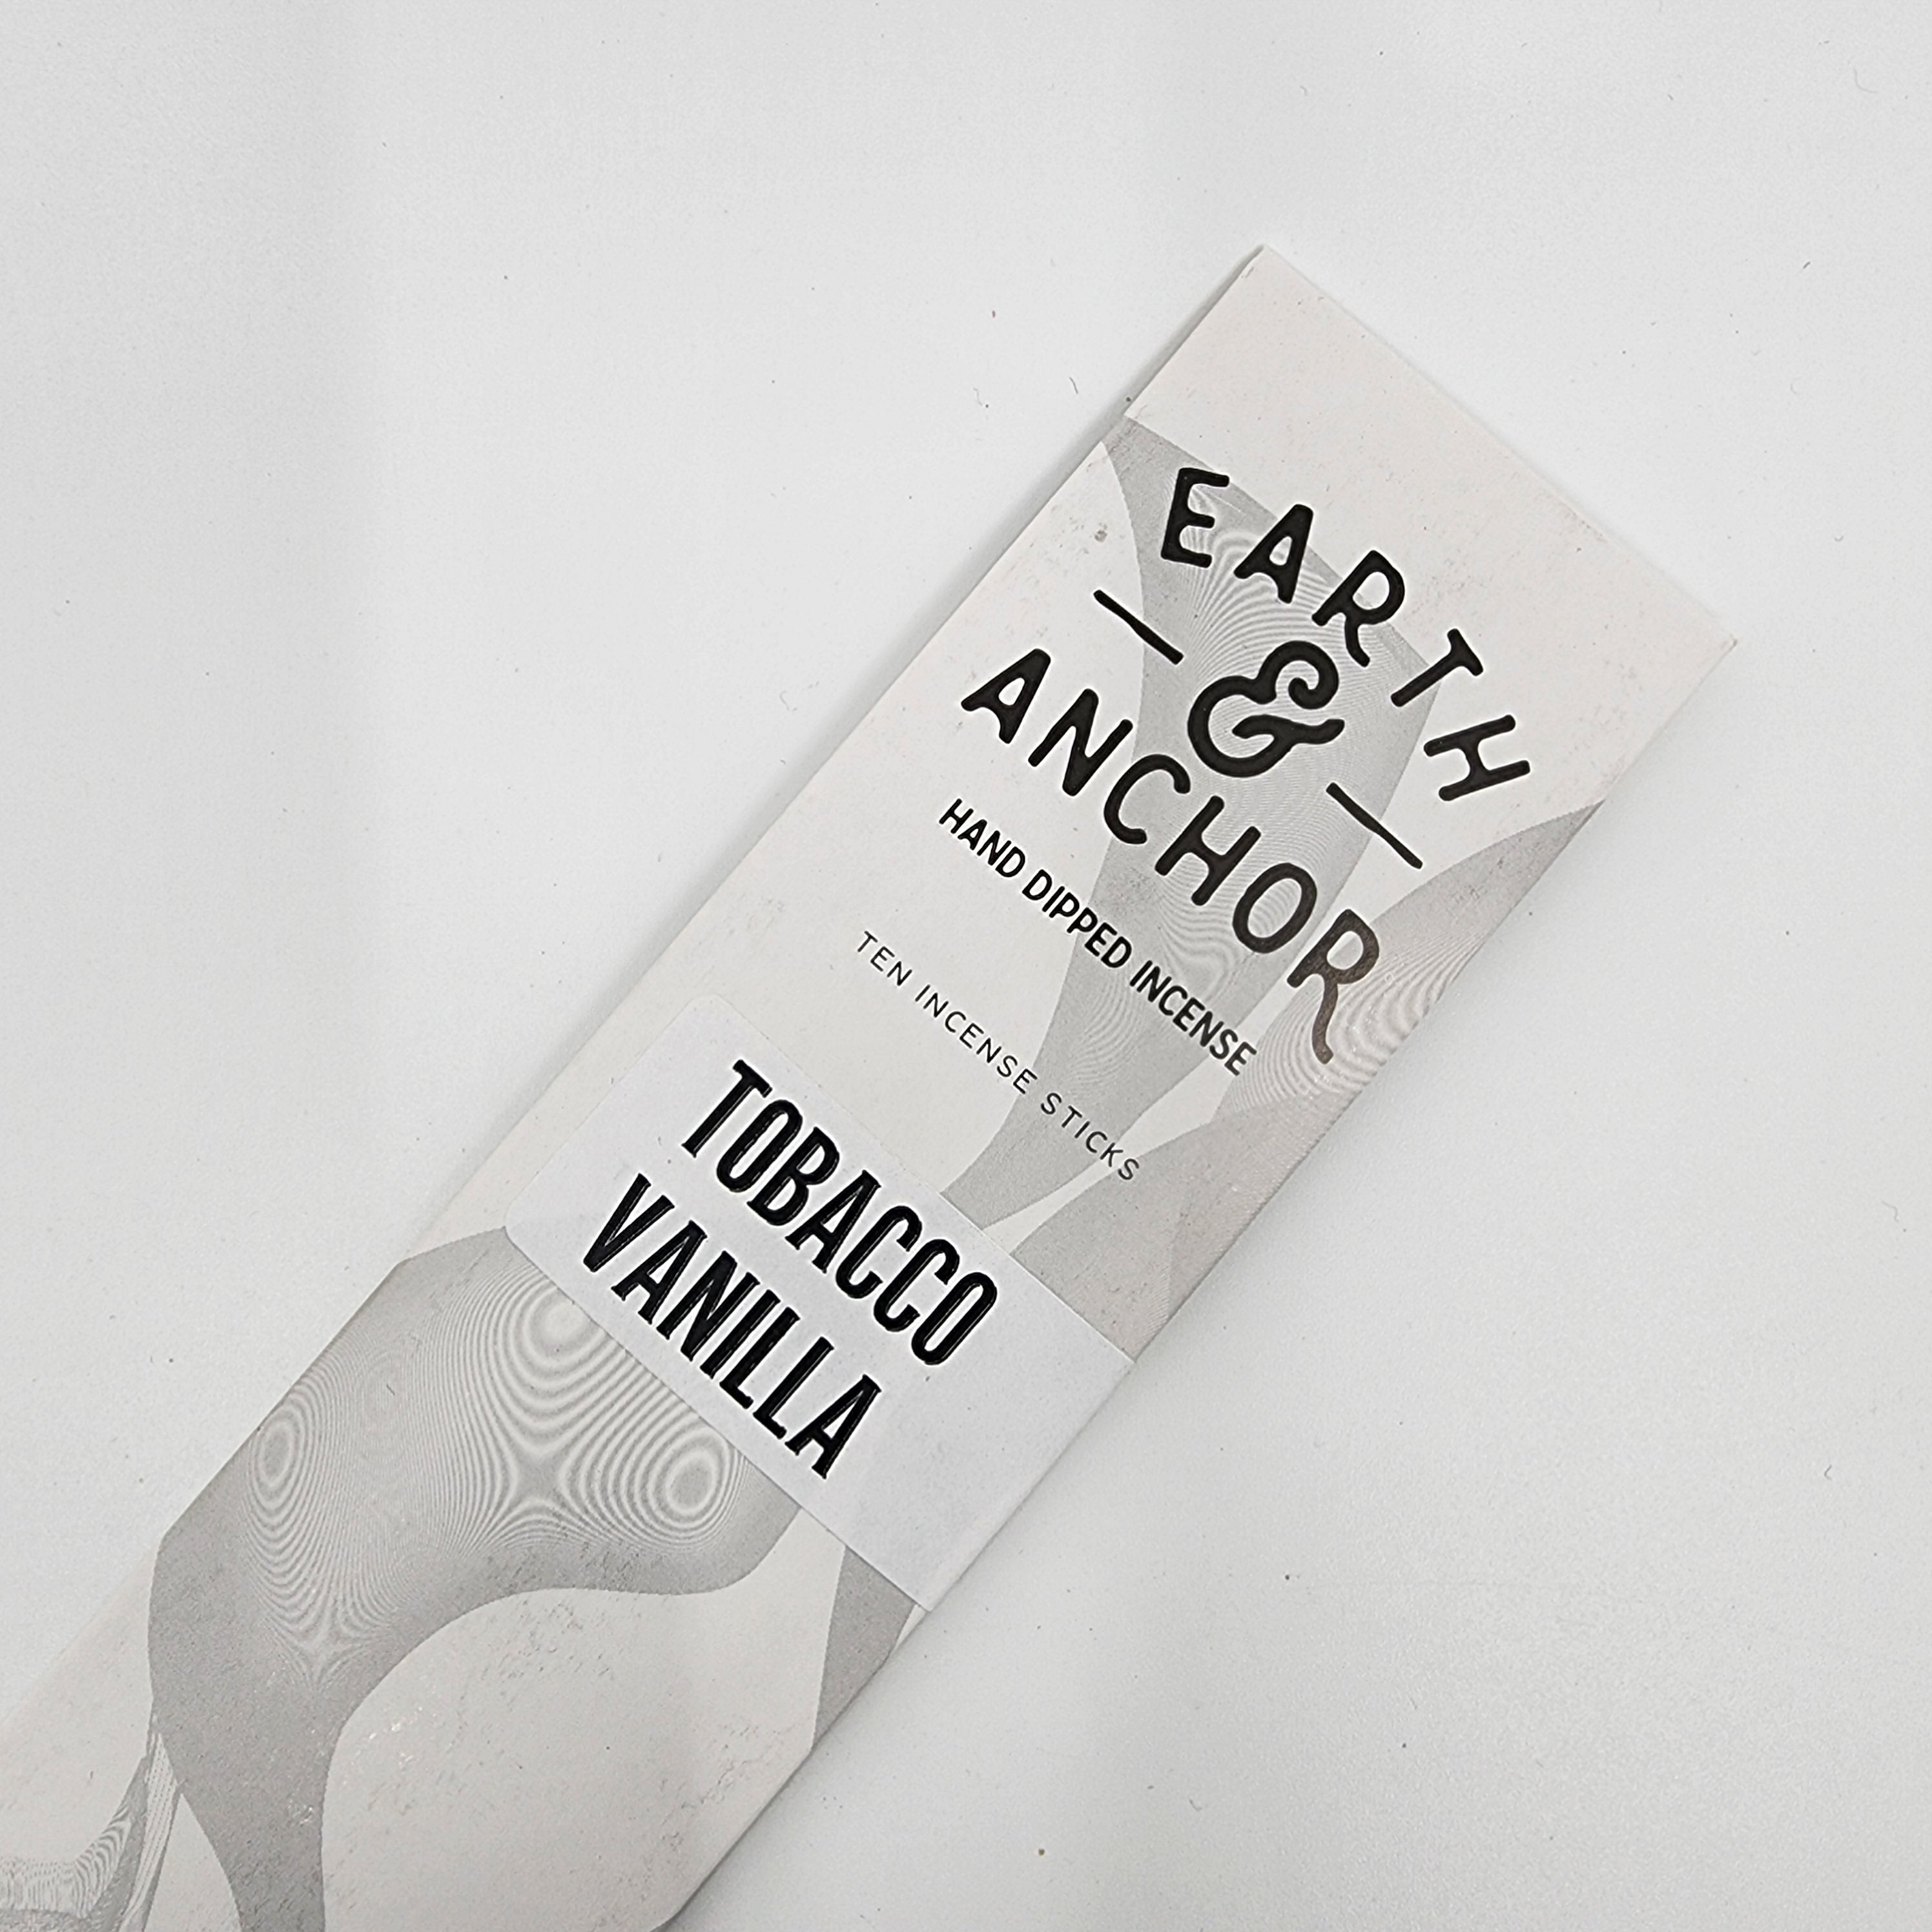 EARTH
&
ANCHOR
HAND DIPPED INCENSE
TEN INCENSE STICKS
TOBACCO
VANILLA